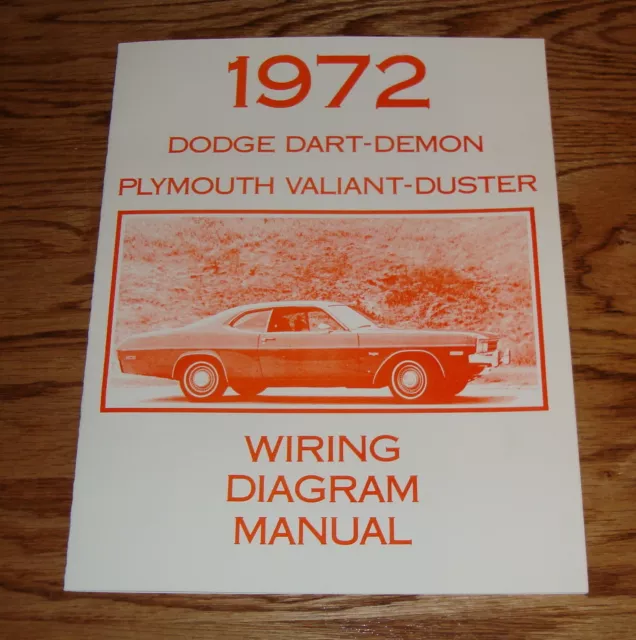 1972
DODGE DART-DEMON
PLYMOUTH VALIANT-DUSTER
WIRING
DIAGRAM
MANUAL